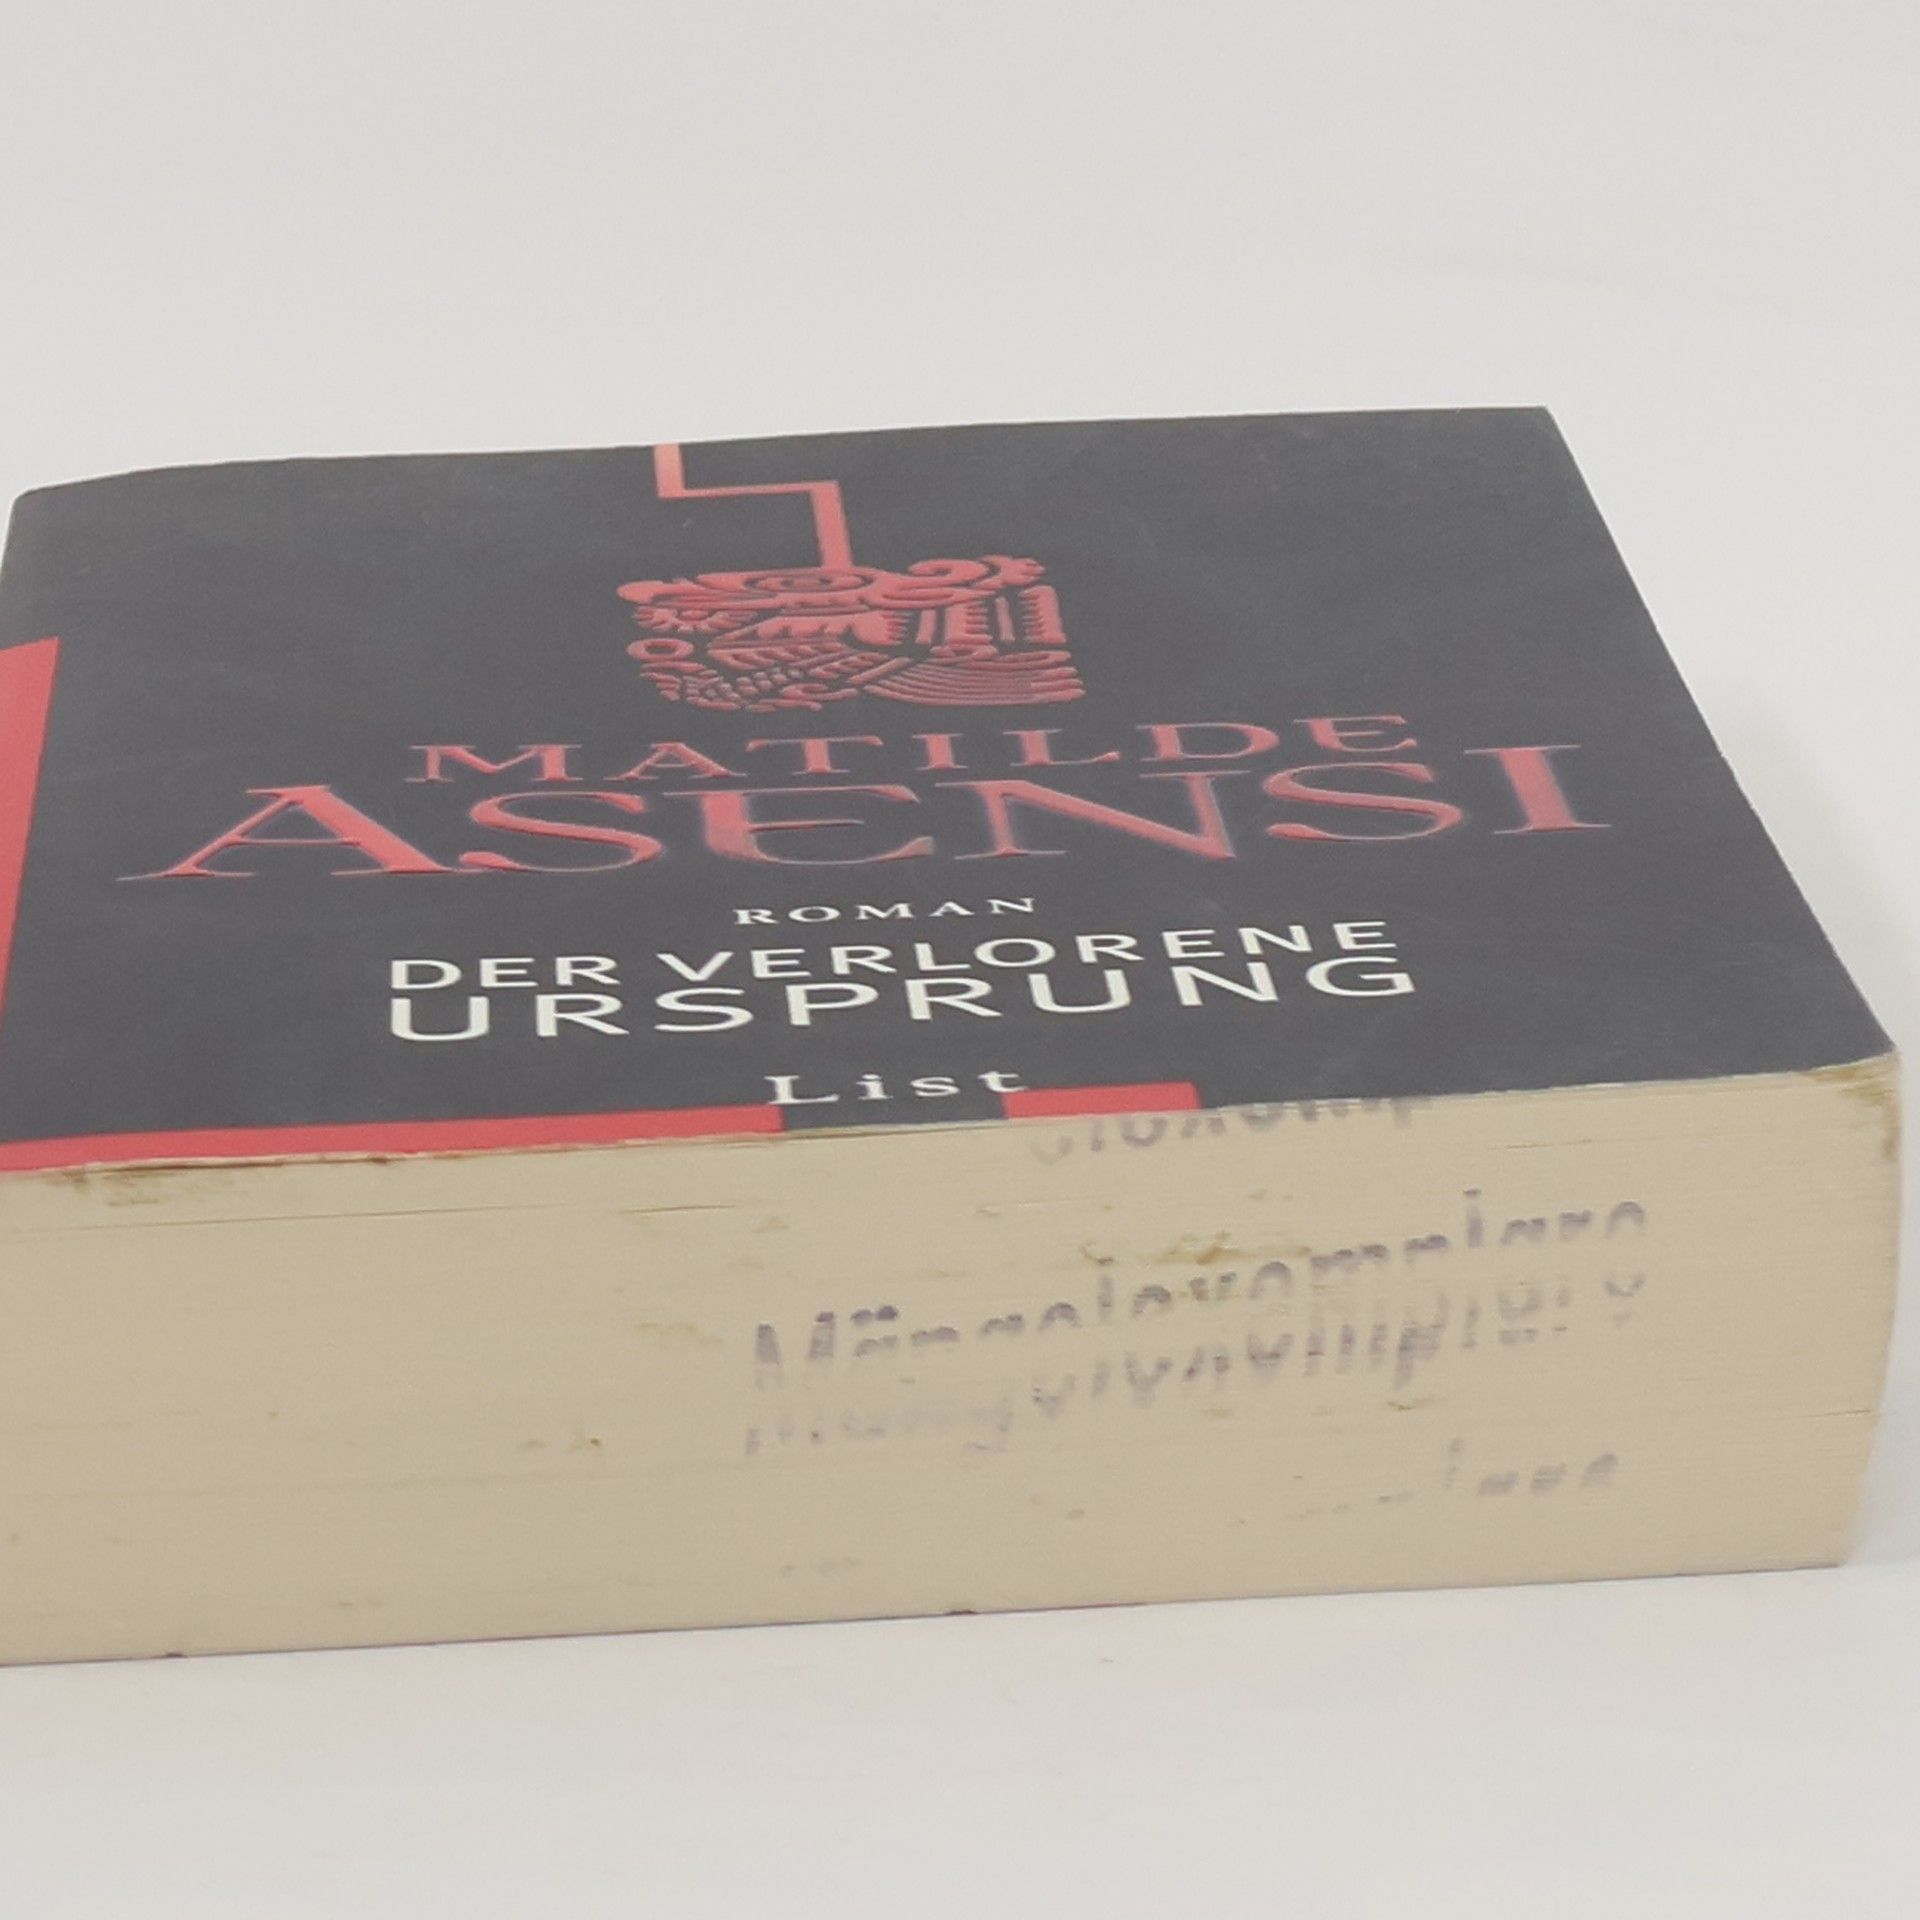 MATILDE
ASENSI
ROMAN
DER VERLORENE
URSPRUNG
List
Mängelexemplare